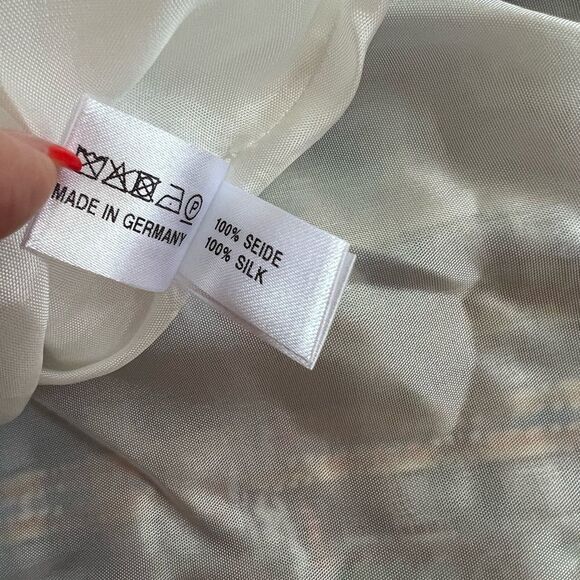 P
MADE IN GERMANY
100% SEIDE
100% SILK